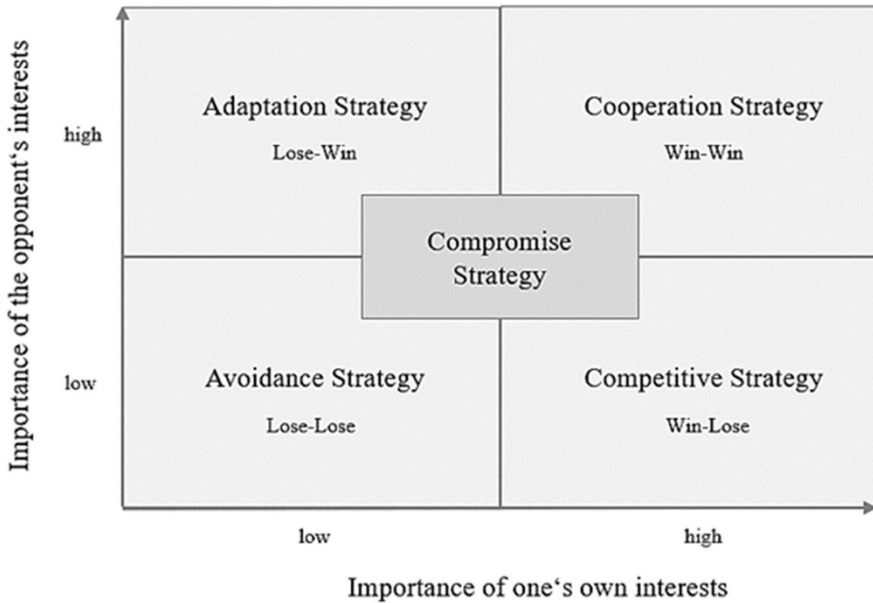 Importance of the opponent‘s interests
high
low
Adaptation Strategy
Lose-Win
Cooperation Strategy
Win-Win
Compromise
Strategy
Avoidance Strategy
Lose-Lose
Competitive Strategy
Win-Lose
low
high
Importance of one‘s own interests